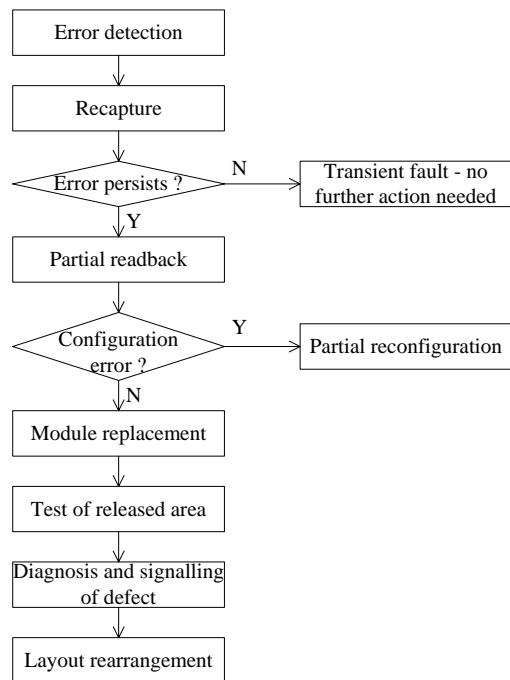 Error detection
Recapture
Error persists ?
N
Transient fault - no
further action needed
Y
Partial readback
Configuration
error ?
Y
Partial reconfiguration
N
Module replacement
Test of released area
Diagnosis and signalling
of defect
Layout rearrangement